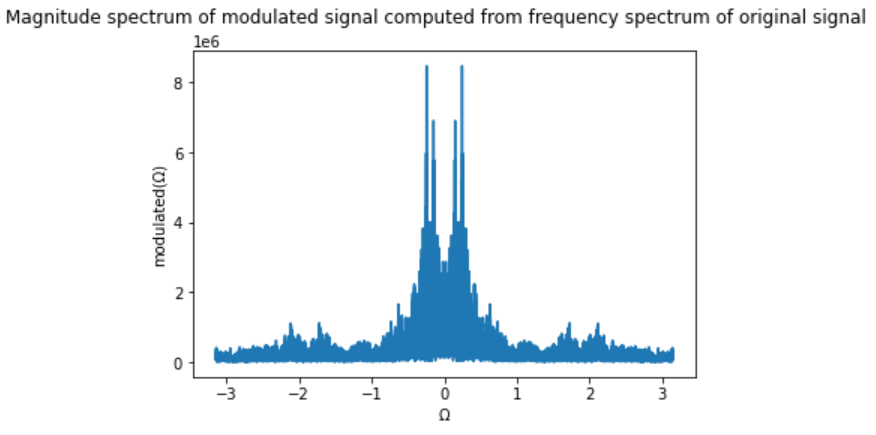 Magnitude spectrum of modulated signal computed from frequency spectrum of original signal
1e6
8
6
4
2
0
modulated(Ω)
−3 −2 −1 0 1 2 3
Ω